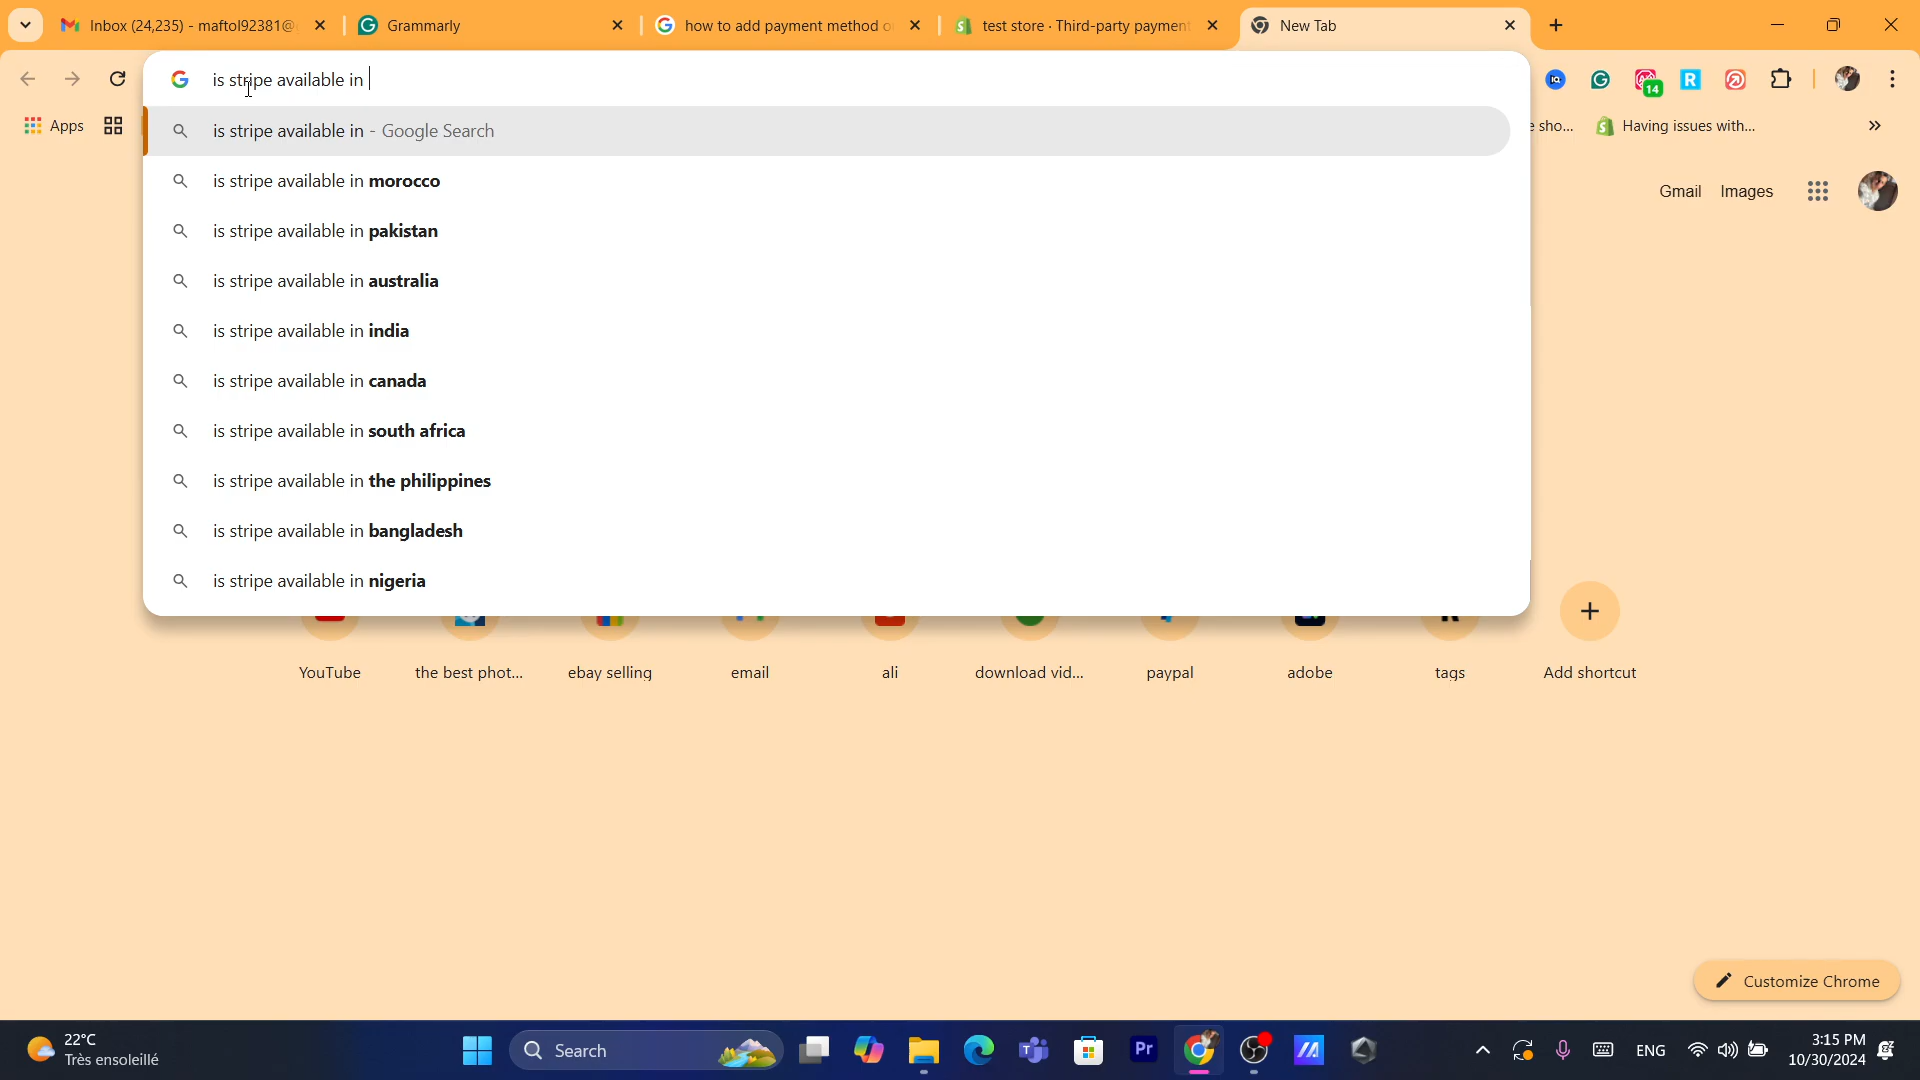 Inbox (24,235) - maftol92381@
Grammarly
how to add payment method o
test store · Third-party payment
New Tab
is stripe available in
14
Apps
is stripe available in - Google Search
e sho...
Having issues with...
is stripe available in morocco
Gmail
Images
is stripe available in pakistan
is stripe available in australia
is stripe available in india
is stripe available in canada
is stripe available in south africa
is stripe available in the philippines
is stripe available in bangladesh
is stripe available in nigeria
YouTube
the best phot...
ebay selling
email
ali
download vid...
paypal
adobe
tags
Add shortcut
Customize Chrome
22°C
Très ensoleillé
Search
Pr
ENG
3:15 PM
10/30/2024